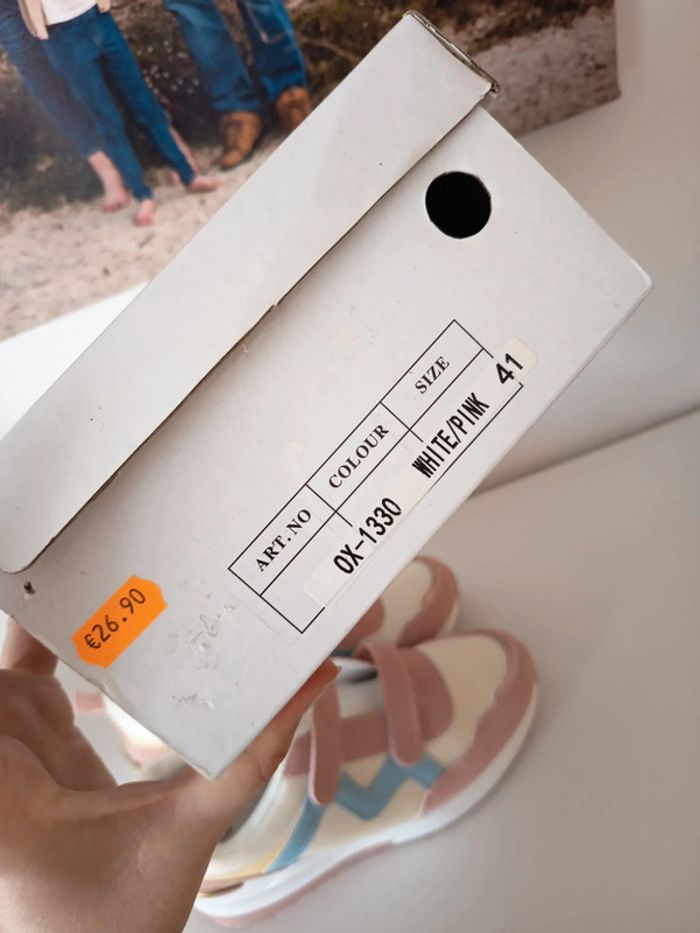 ART.NO COLOUR SIZE
OX-1330 WHITE/PINK 41
€26.90